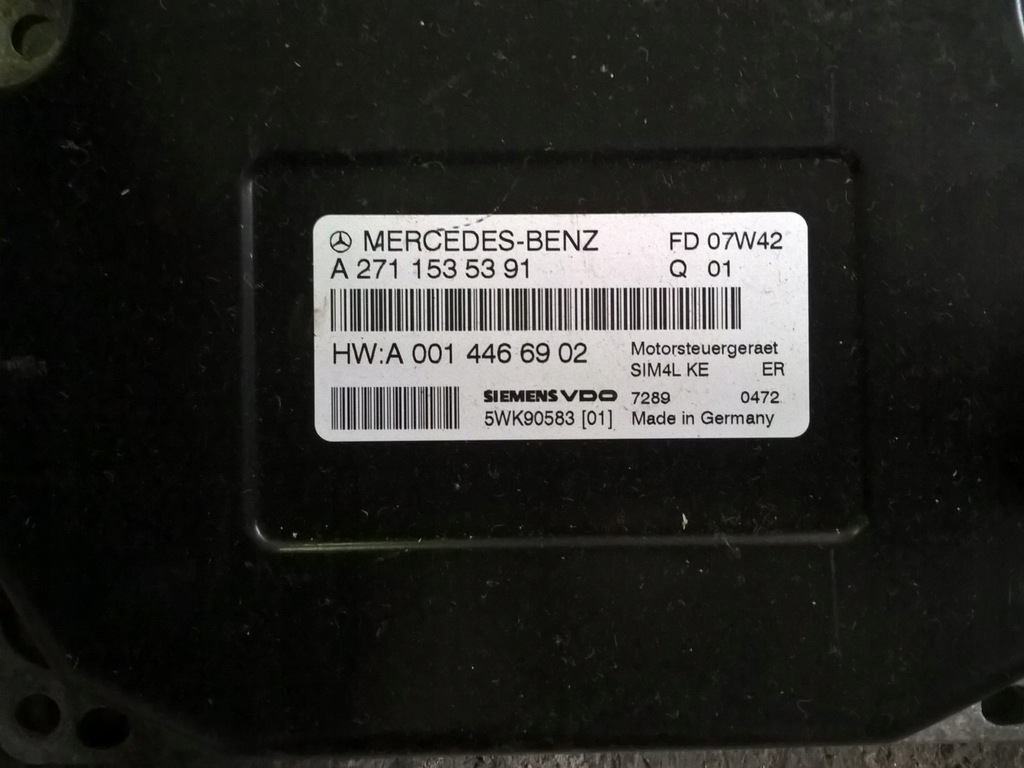 MERCEDES-BENZ FD 07W42
A 271 153 53 91 Q 01
HW:A 001 446 69 02 Motorsteuergeraet
SIM4L KE ER
SIEMENS VDO 7289 0472
5WK90583 [01] Made in Germany